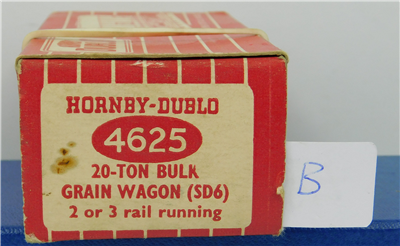 HORNBY-DUBLO
4625
20-TON BULK
GRAIN WAGON (SD6)
2 or 3 rail running
B